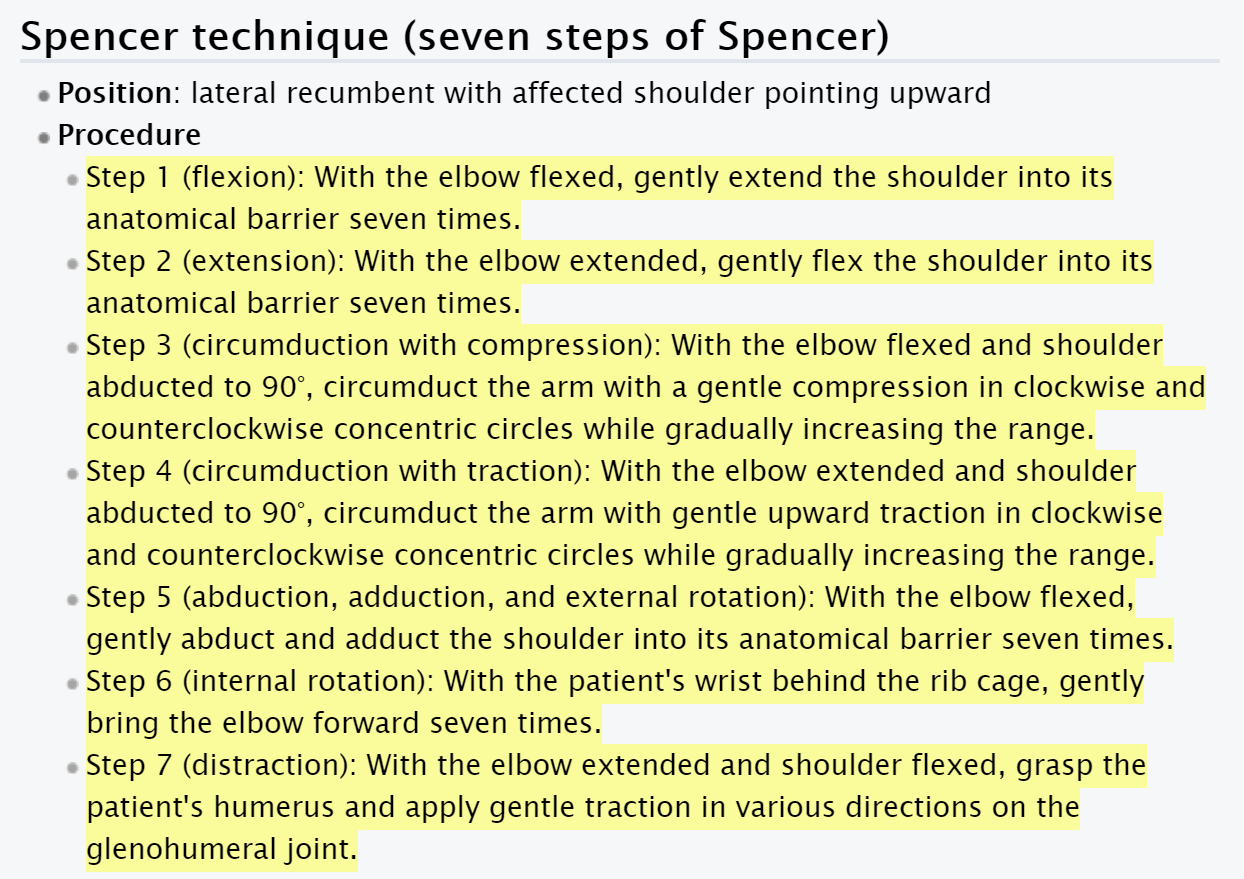 Spencer technique (seven steps of Spencer)
Position: lateral recumbent with affected shoulder pointing upward
Procedure
Step 1 (flexion): With the elbow flexed, gently extend the shoulder into its
anatomical barrier seven times.
Step 2 (extension): With the elbow extended, gently flex the shoulder into its
anatomical barrier seven times.
Step 3 (circumduction with compression): With the elbow flexed and shoulder
abducted to 90°, circumduct the arm with a gentle compression in clockwise and
counterclockwise concentric circles while gradually increasing the range.
Step 4 (circumduction with traction): With the elbow extended and shoulder
abducted to 90°, circumduct the arm with gentle upward traction in clockwise
and counterclockwise concentric circles while gradually increasing the range.
Step 5 (abduction, adduction, and external rotation): With the elbow flexed,
gently abduct and adduct the shoulder into its anatomical barrier seven times.
Step 6 (internal rotation): With the patient's wrist behind the rib cage, gently
bring the elbow forward seven times.
Step 7 (distraction): With the elbow extended and shoulder flexed, grasp the
patient's humerus and apply gentle traction in various directions on the
glenohumeral joint.